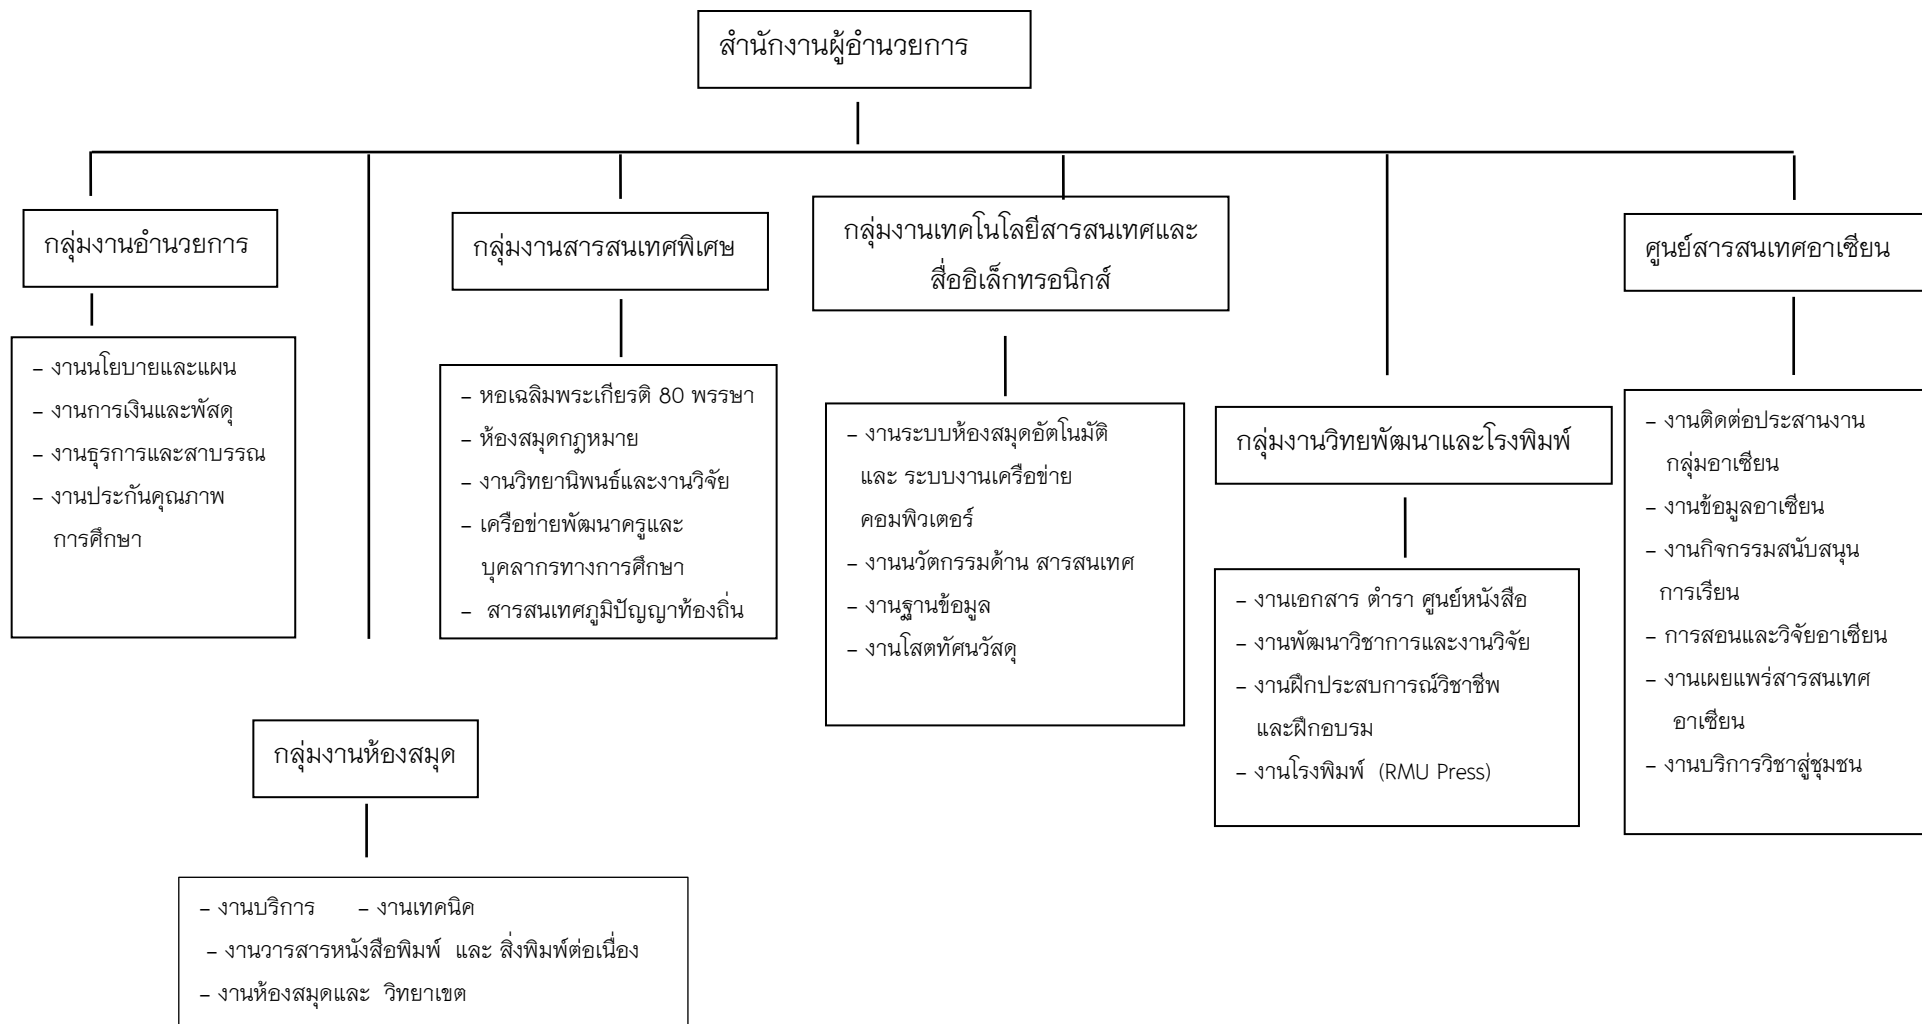 สำนักงานผู้อำนวยการ
กลุ่มงานอำนวยการ
– งานนโยบายและแผน
– งานการเงินและพัสดุ
– งานธุรการและสาบรรณ
– งานประกันคุณภาพ
การศึกษา
กลุ่มงานห้องสมุด
– งานบริการ – งานเทคนิค
– งานวารสารหนังสือพิมพ์ และ สิ่งพิมพ์ต่อเนื่อง
– งานห้องสมุดและ วิทยาเขต
กลุ่มงานสารสนเทศพิเศษ
– หอเฉลิมพระเกียรติ 80 พรรษา
– ห้องสมุดกฎหมาย
– งานวิทยานิพนธ์และงานวิจัย
– เครือข่ายพัฒนาครูและ
บุคลากรทางการศึกษา
– สารสนเทศภูมิปัญญาท้องถิ่น
กลุ่มงานเทคโนโลยีสารสนเทศและ
สื่ออิเล็กทรอนิกส์
– งานระบบห้องสมุดอัตโนมัติ
และ ระบบงานเครือข่าย
คอมพิวเตอร์
– งานนวัตกรรมด้าน สารสนเทศ
– งานฐานข้อมูล
– งานโสตทัศนวัสดุ
กลุ่มงานวิทยพัฒนาและโรงพิมพ์
– งานเอกสาร ตำรา ศูนย์หนังสือ
– งานพัฒนาวิชาการและงานวิจัย
– งานฝึกประสบการณ์วิชาชีพ
และฝึกอบรม
– งานโรงพิมพ์ (RMU Press)
ศูนย์สารสนเทศอาเซียน
– งานติดต่อประสานงาน
กลุ่มอาเซียน
– งานข้อมูลอาเซียน
– งานกิจกรรมสนับสนุน
การเรียน
– การสอนและวิจัยอาเซียน
– งานเผยแพร่สารสนเทศ
อาเซียน
– งานบริการวิชาสู่ชุมชน